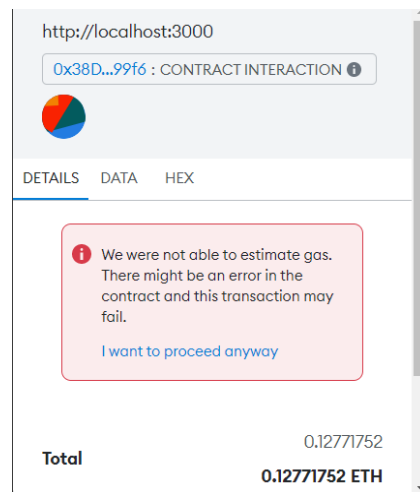 http://localhost:3000
0x38D...99f6 : CONTRACT INTERACTION
DETAILS DATA HEX
We were not able to estimate gas.
There might be an error in the
contract and this transaction may
fail.
I want to proceed anyway
0.12771752
Total
0.12771752 ETH